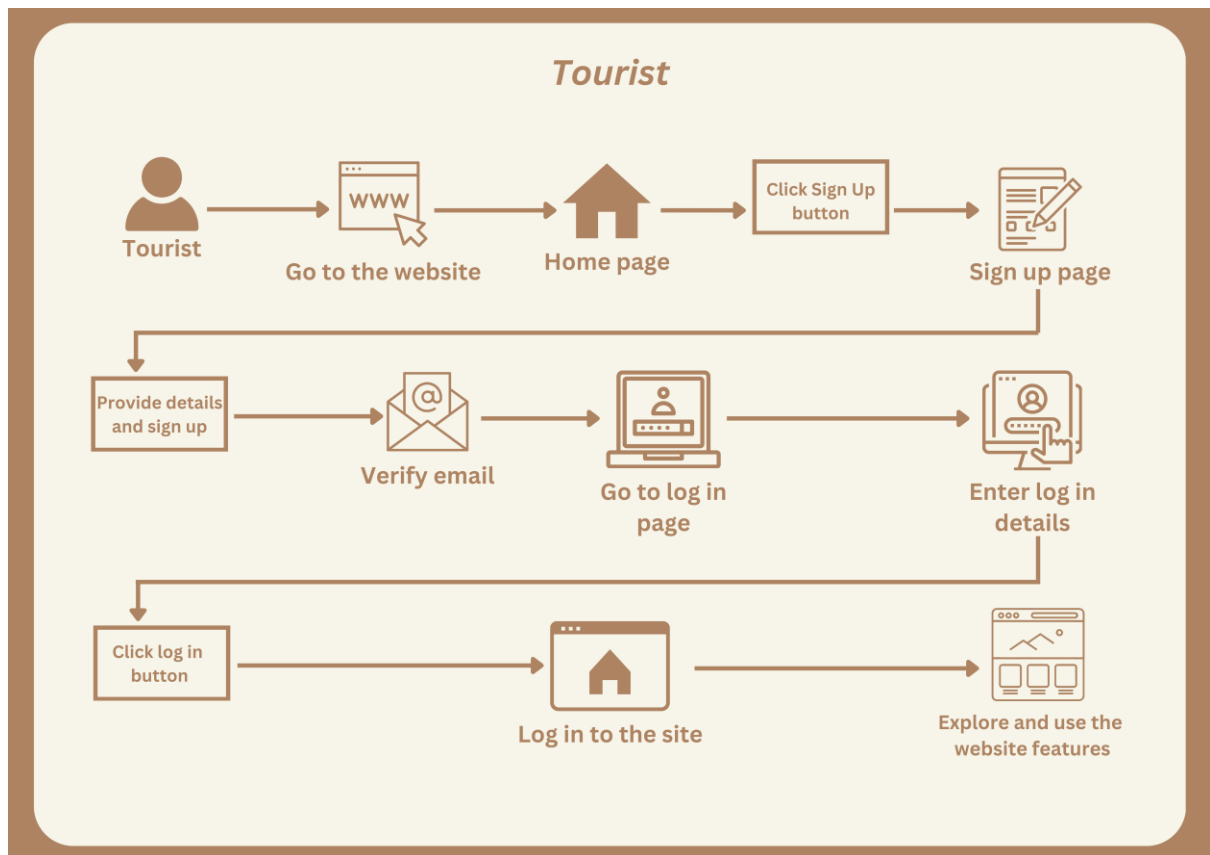 Tourist
WWW
Click Sign Up
button
Tourist
Go to the website
Home page
Sign up page
Provide details
and sign up
@
Verify email
Go to log in
page
Enter log in
details
Click log in
button
Log in to the site
Explore and use the
website features